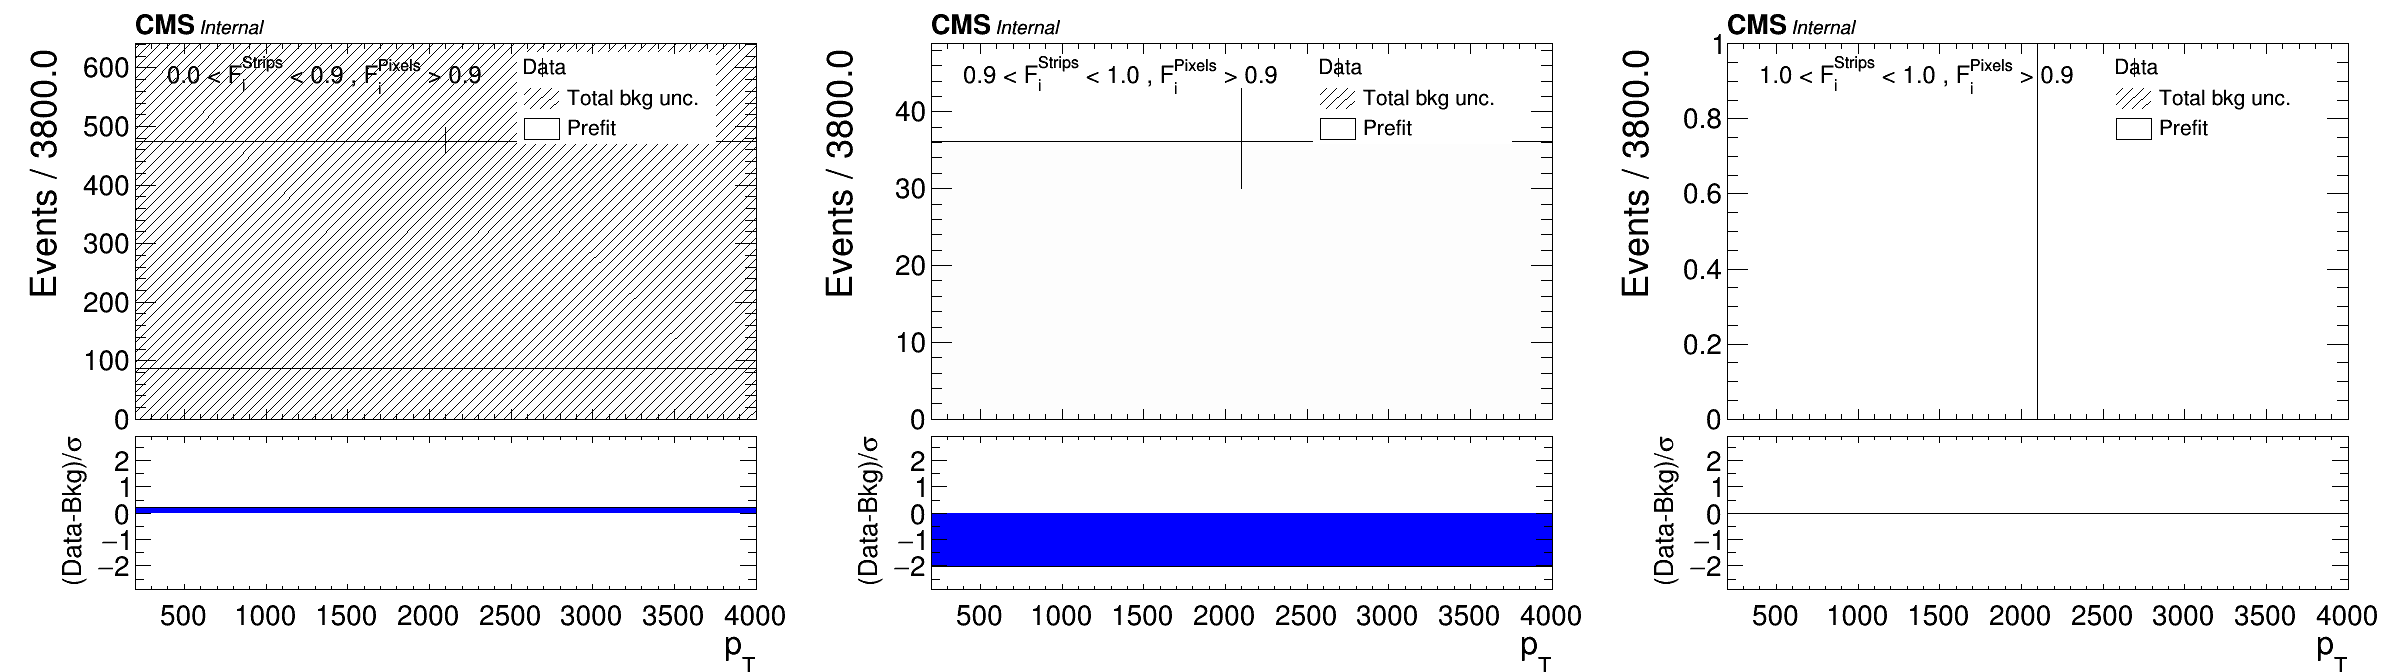 CMS Internal
Events / 3800.0
600
500
400
300
200
100
0
0.0 < F_i^Strips < 0.9 , F_i^Pixels > 0.9
Data
Total bkg unc.
Prefit
(Data-Bkg)/σ
2
1
0
−1
−2
500 1000 1500 2000 2500 3000 3500 4000
p_T
CMS Internal
Events / 3800.0
40
30
20
10
0
0.9 < F_i^Strips < 1.0 , F_i^Pixels > 0.9
Data
Total bkg unc.
Prefit
(Data-Bkg)/σ
2
1
0
−1
−2
500 1000 1500 2000 2500 3000 3500 4000
p_T
CMS Internal
Events / 3800.0
1
0.8
0.6
0.4
0.2
0
1.0 < F_i^Strips < 1.0 , F_i^Pixels > 0.9
Data
Total bkg unc.
Prefit
(Data-Bkg)/σ
2
1
0
−1
−2
500 1000 1500 2000 2500 3000 3500 4000
p_T